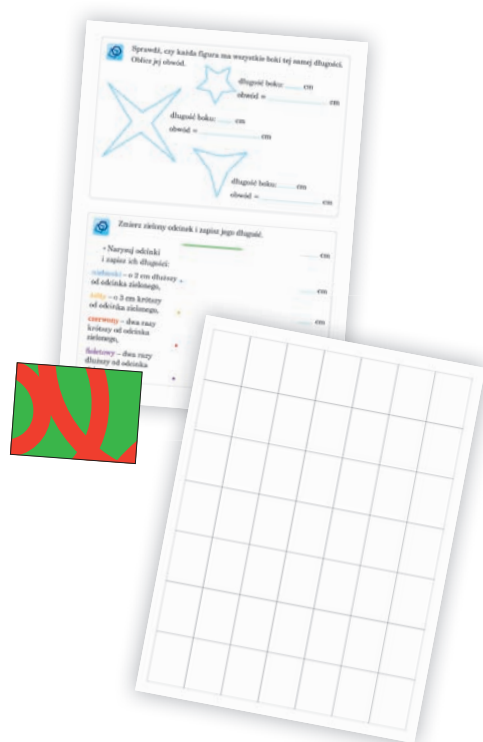 Sprawdź, czy każda figura ma wszystkie boki tej samej długości.
Oblicz jej obwód.
długość boku: ...... cm
obwód = .................... cm
długość boku: ...... cm
obwód = .................... cm
długość boku: ...... cm
obwód = .................... cm
Zmierz zielony odcinek i zapisz jego długość.
...... cm
• Narysuj odcinki
i zapisz ich długości:
niebieski – o 2 cm dłuższy
od odcinka zielonego,
...... cm
żółty – o 3 cm krótszy
od odcinka zielonego,
...... cm
czerwony – dwa razy
krótszy od odcinka
zielonego,
fioletowy – dwa razy
dłuższy od odcinka